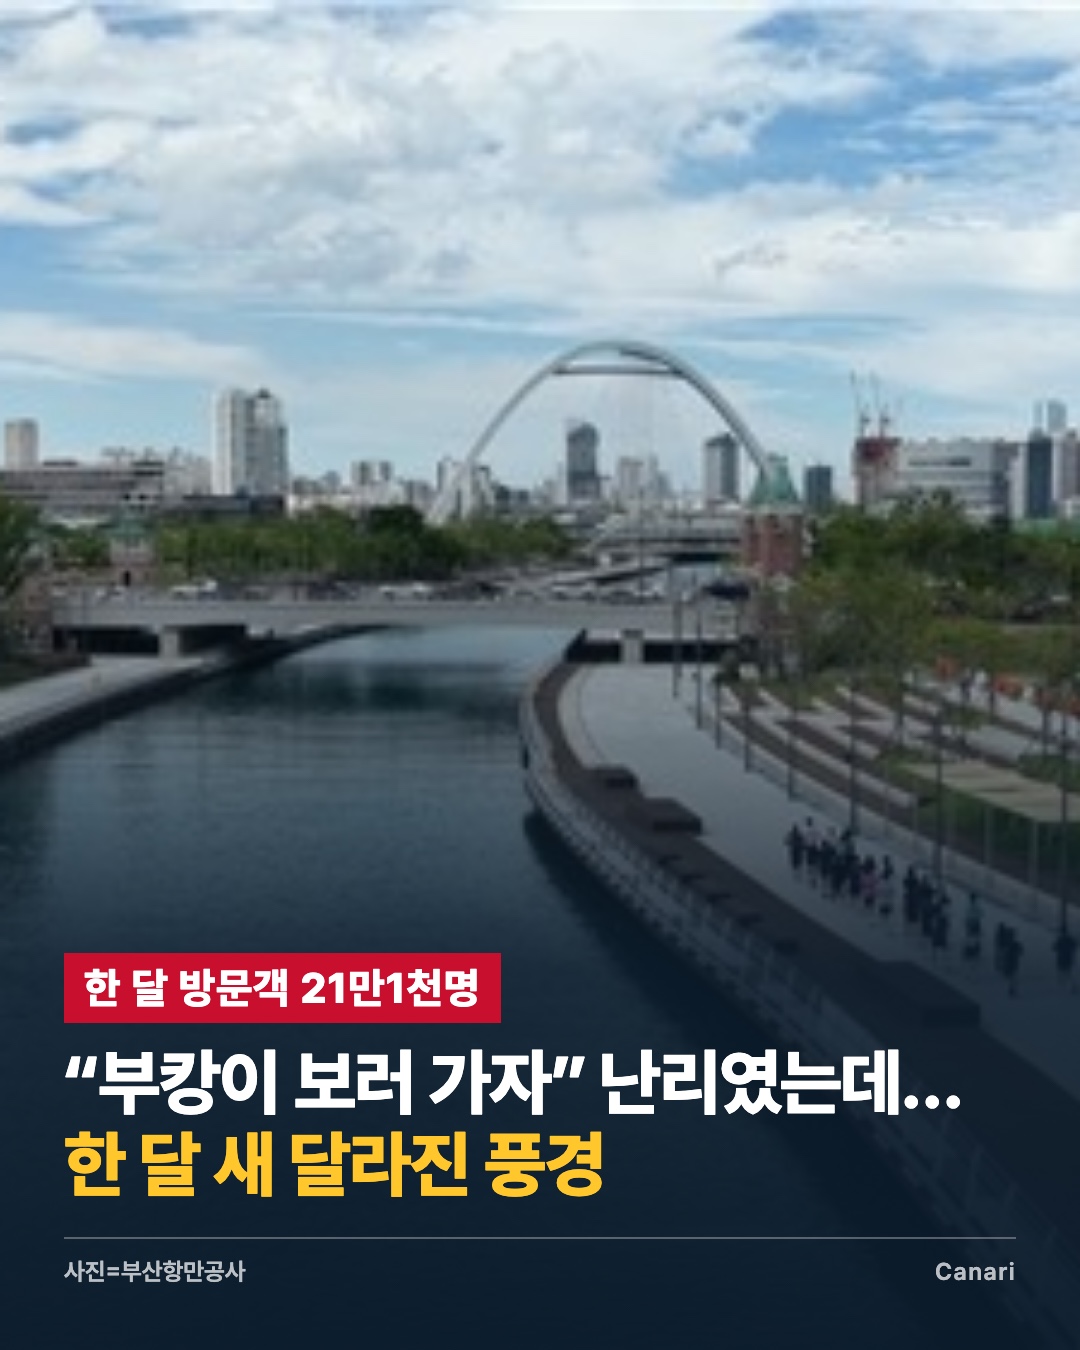 한 달 방문객 21만1천명
“부캉이 보러 가자” 난리였는데...
한 달 새 달라진 풍경
사진=부산항만공사
Canari